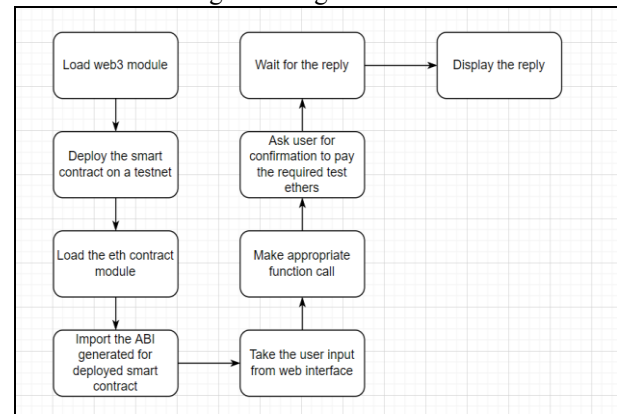 Load web3 module
Deploy the smart
contract on a testnet
Load the eth contract
module
Import the ABI
generated for
deployed smart
contract
Take the user input
from web interface
Make appropriate
function call
Ask user for
confirmation to pay
the required test
ethers
Wait for the reply
Display the reply